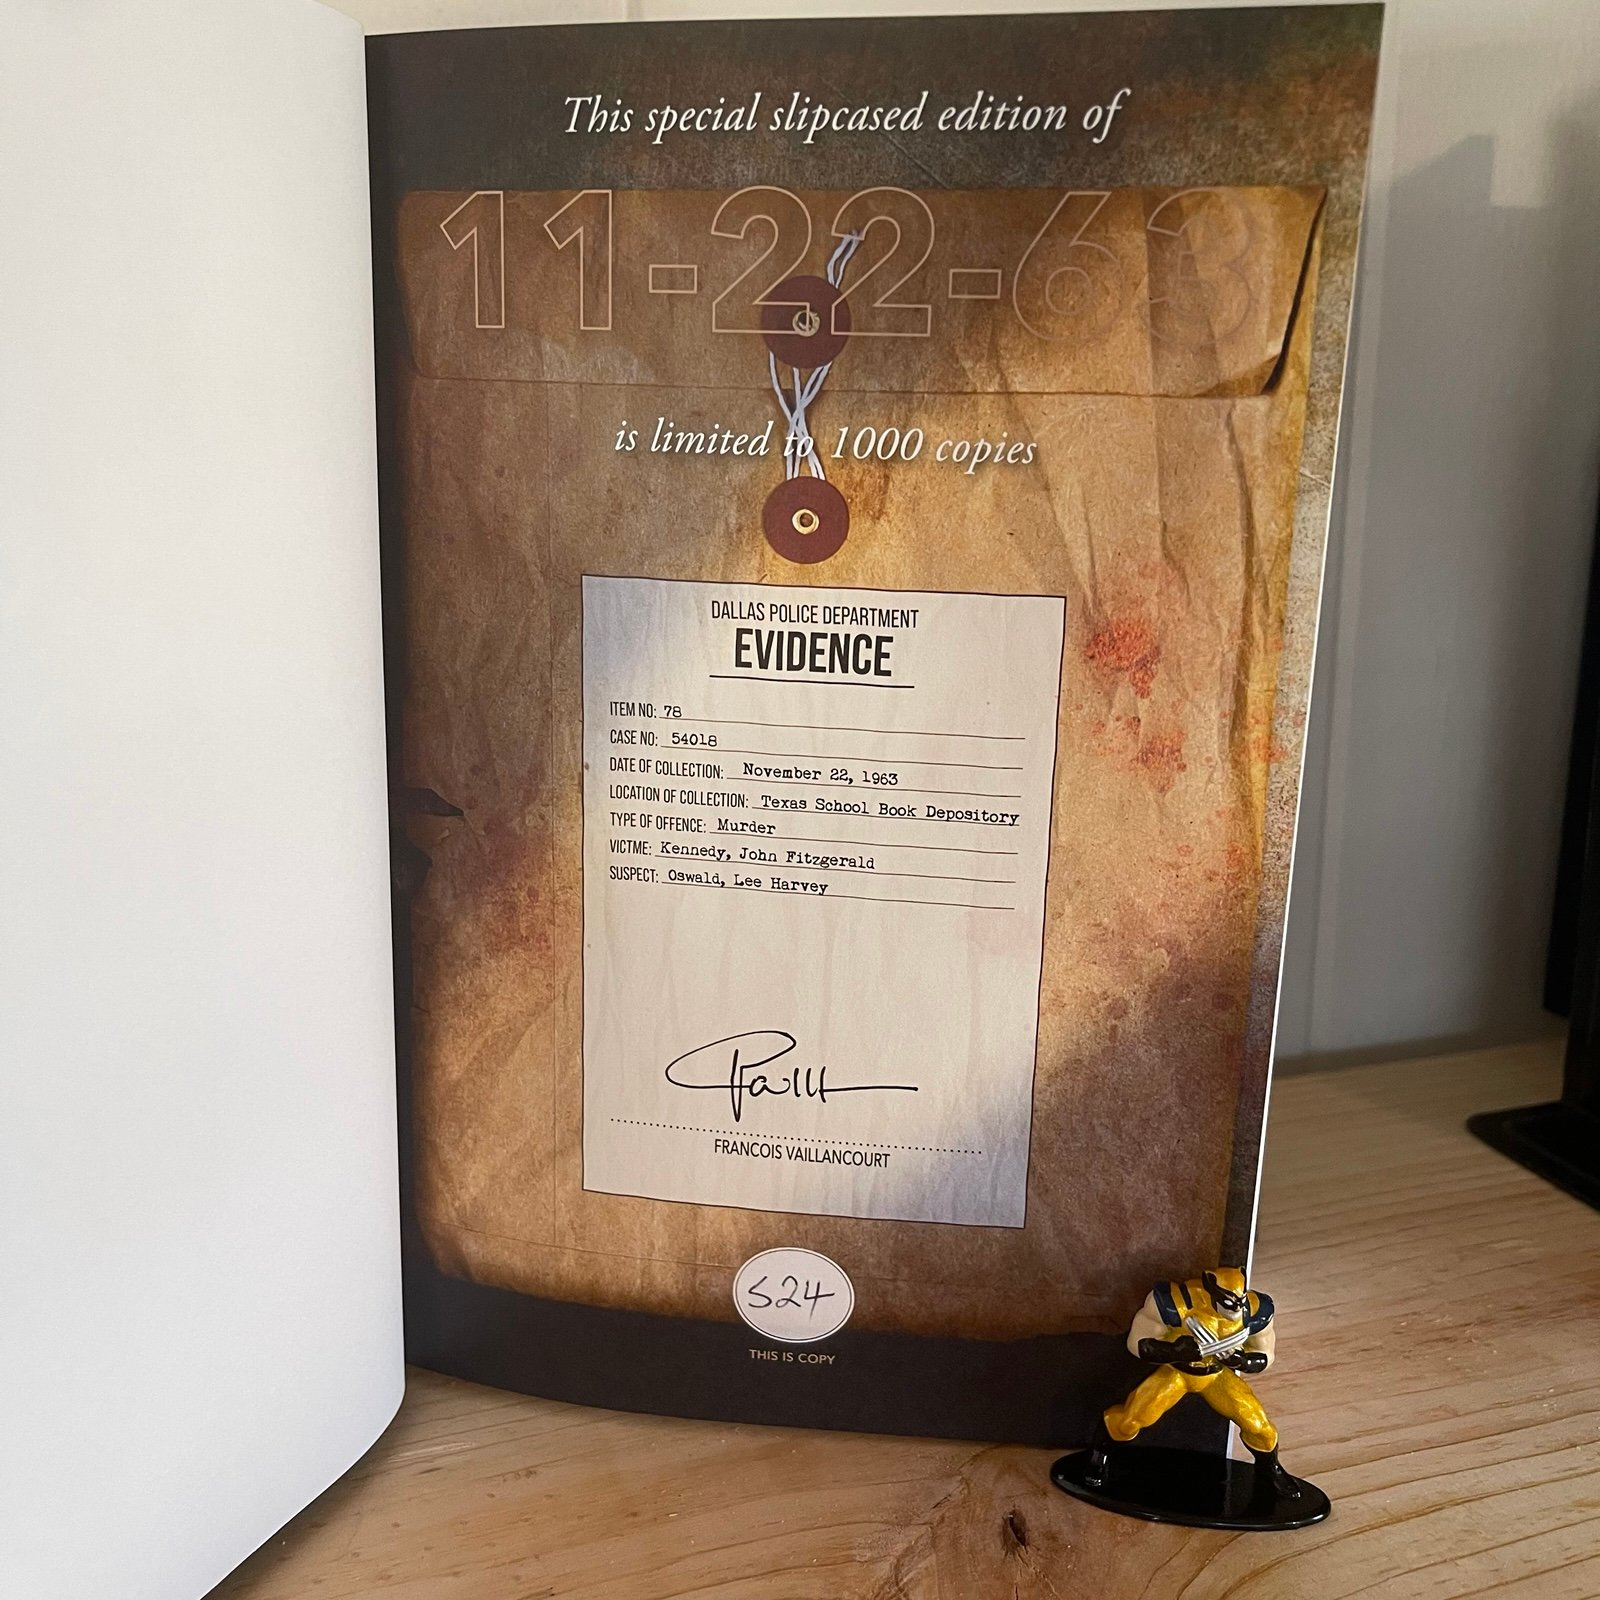 This special slipcased edition of
11-22-63
is limited to 1000 copies
DALLAS POLICE DEPARTMENT
EVIDENCE
ITEM NO: 78
CASE NO: 54018
DATE OF COLLECTION: November 22, 1963
LOCATION OF COLLECTION: Texas School Book Depository
TYPE OF OFFENCE: Murder
VICTME: Kennedy, John Fitzgerald
SUSPECT: Oswald, Lee Harvey
FRANCOIS VAILLANCOURT
524
THIS IS COPY